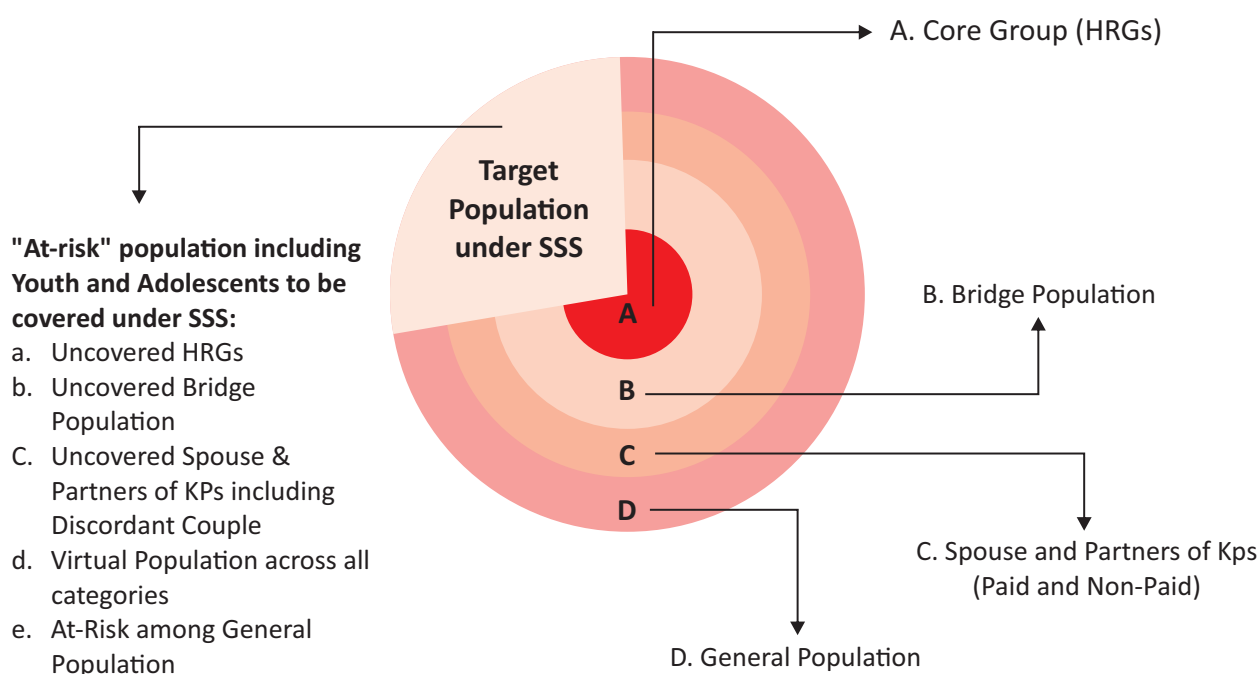 A. Core Group (HRGs)
Target
Population
under SSS
"At-risk" population including
Youth and Adolescents to be
covered under SSS:
a. Uncovered HRGs
b. Uncovered Bridge
Population
C. Uncovered Spouse &
Partners of KPs including
Discordant Couple
d. Virtual Population across all
categories
e. At-Risk among General
Population
A
B
C
D
B. Bridge Population
C. Spouse and Partners of Kps
(Paid and Non-Paid)
D. General Population